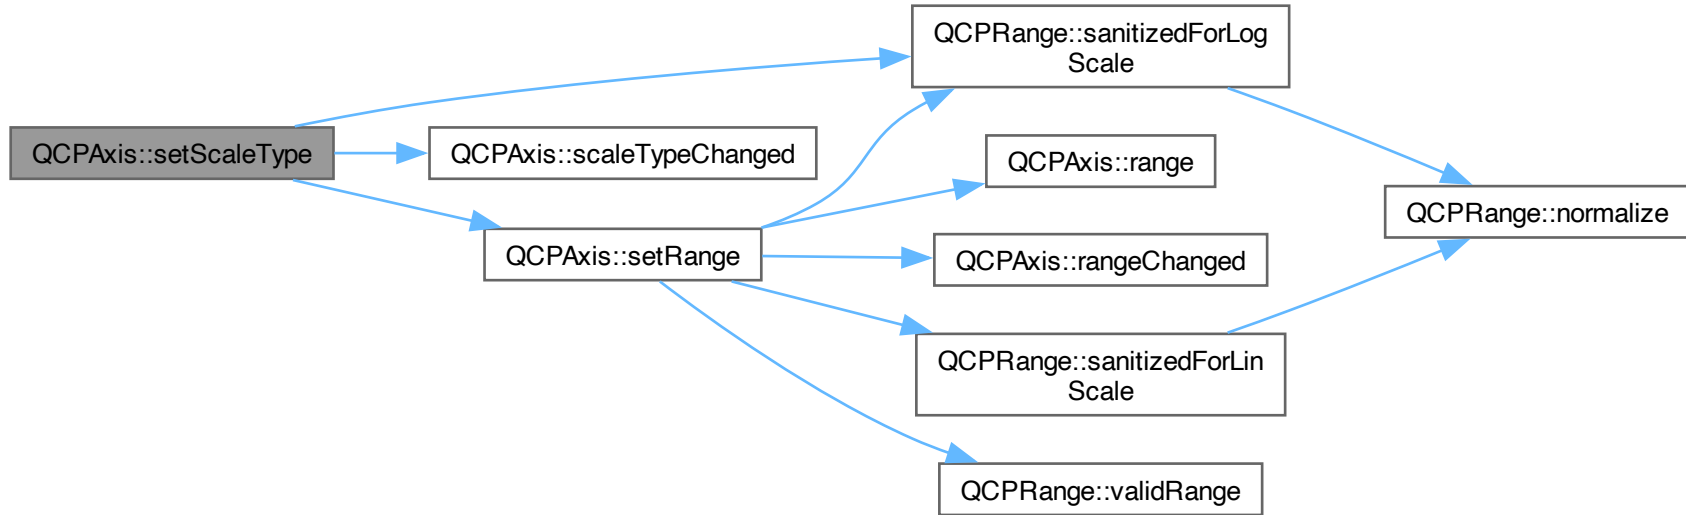 QCPAxis::setScaleType
QCPAxis::scaleTypeChanged
QCPAxis::setRange
QCPRange::sanitizedForLog
Scale
QCPAxis::range
QCPAxis::rangeChanged
QCPRange::sanitizedForLin
Scale
QCPRange::validRange
QCPRange::normalize